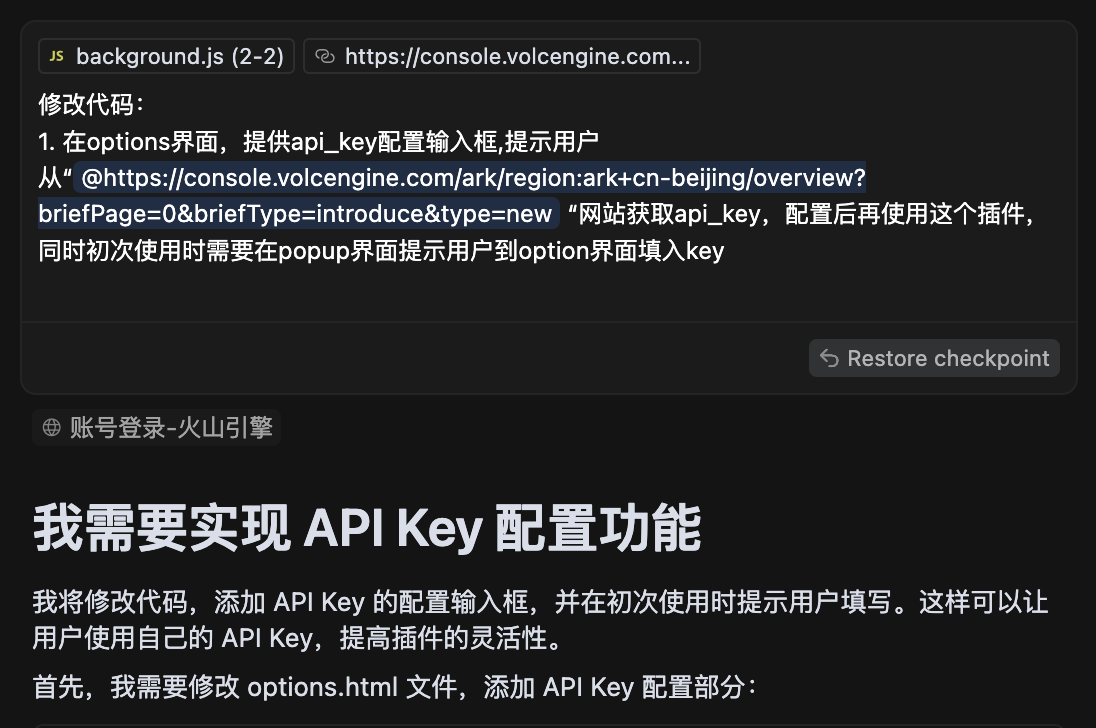 JS background.js (2-2) https://console.volcengine.com...
修改代码：
1. 在options界面，提供api_key配置输入框,提示用户
从“ @https://console.volcengine.com/ark/region:ark+cn-beijing/overview?
briefPage=0&briefType=introduce&type=new “网站获取api_key，配置后再使用这个插件，
同时初次使用时需要在popup界面提示用户到option界面填入key
Restore checkpoint
账号登录-火山引擎
我需要实现 API Key 配置功能
我将修改代码，添加 API Key 的配置输入框，并在初次使用时提示用户填写。这样可以让
用户使用自己的 API Key，提高插件的灵活性。
首先，我需要修改 options.html 文件，添加 API Key 配置部分：